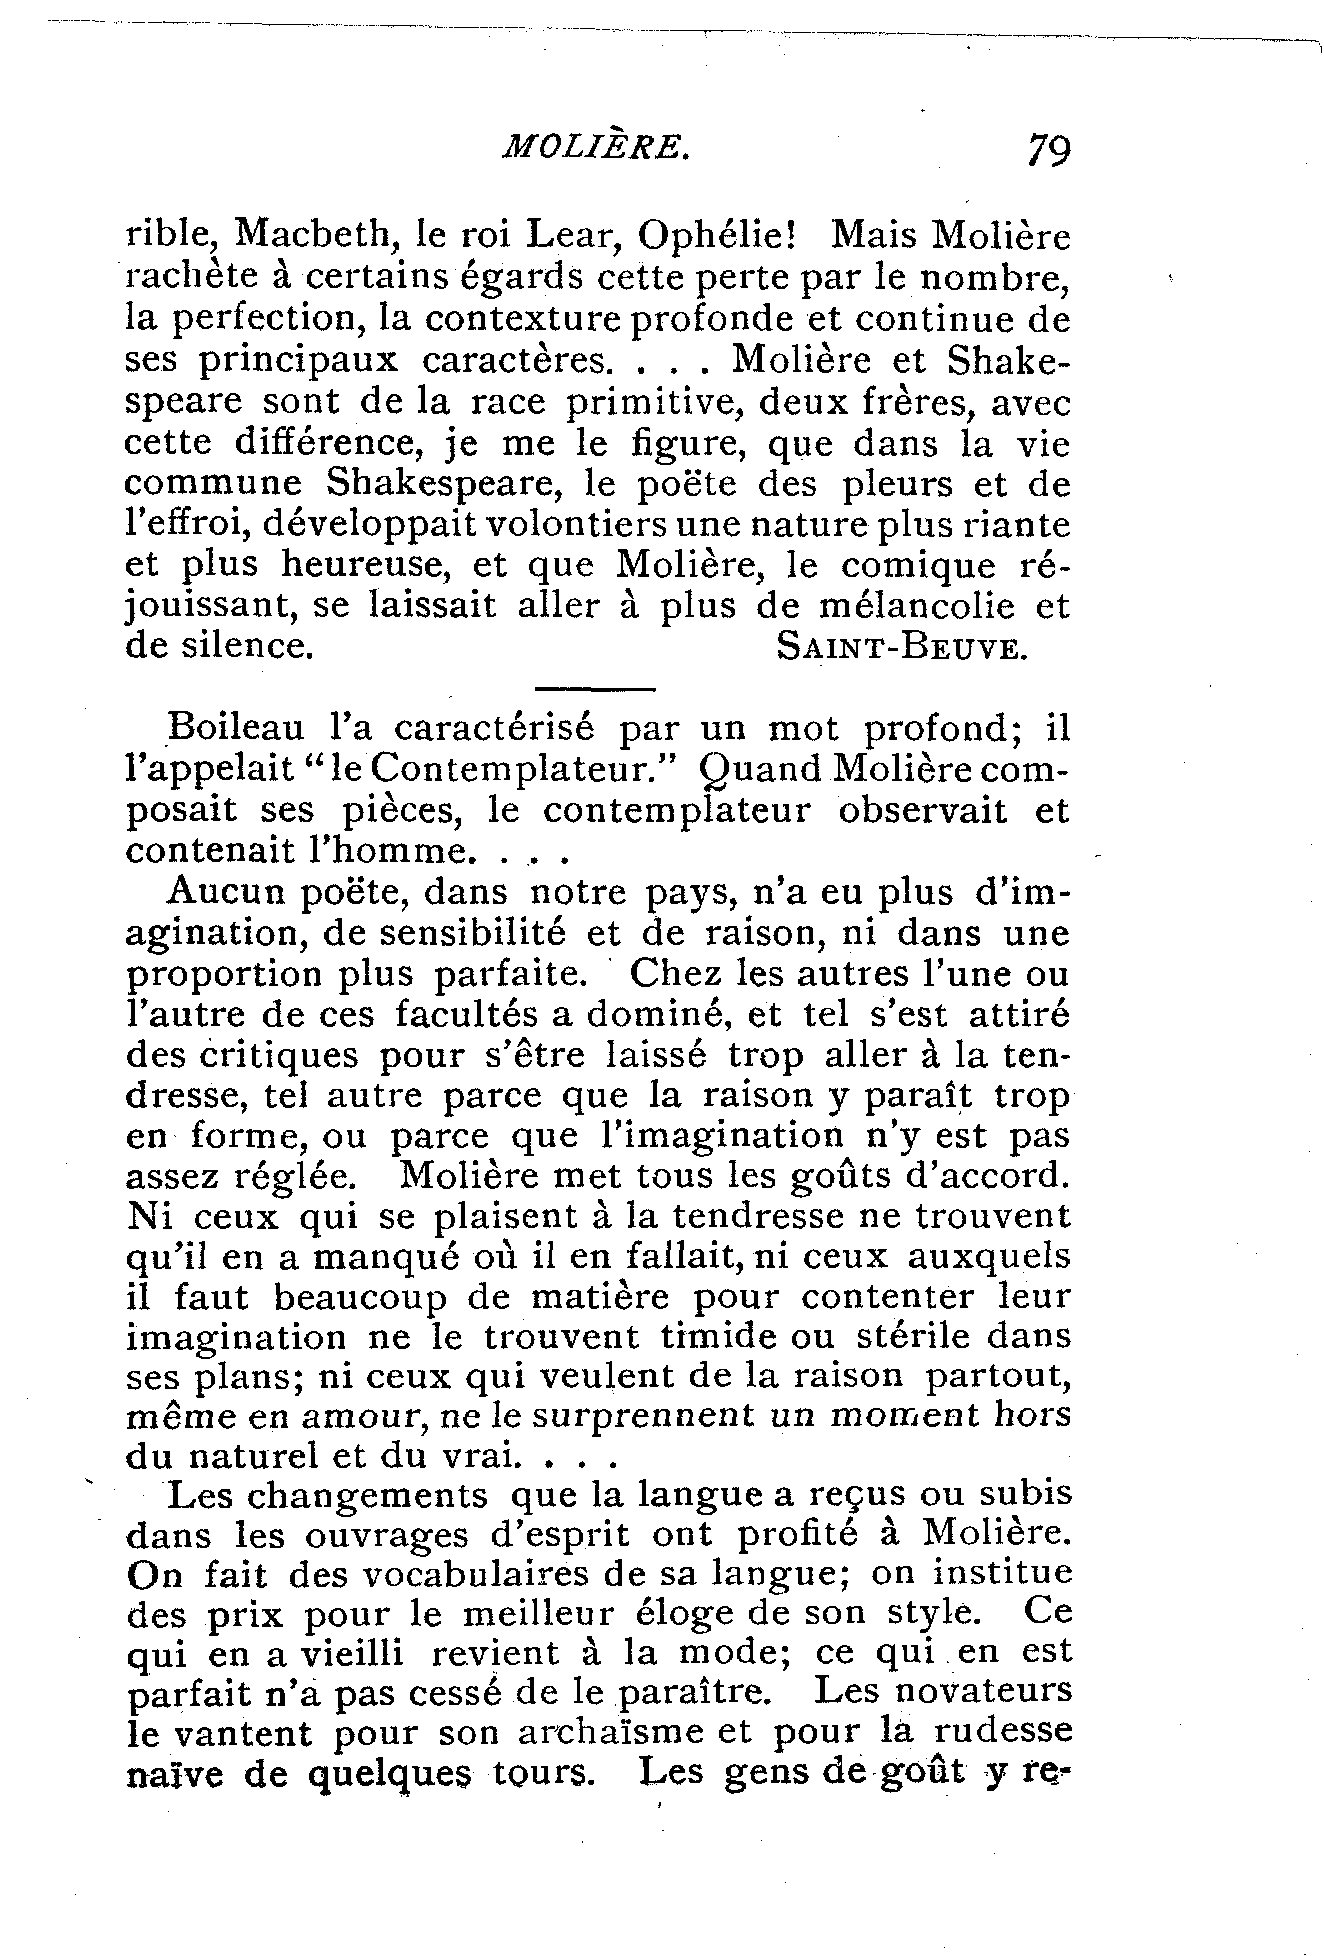 MOLIÈRE. 79
rible, Macbeth, le roi Lear, Ophélie! Mais Molière
rachète à certains égards cette perte par le nombre,
la perfection, la contexture profonde et continue de
ses principaux caractères. . . . Molière et Shake-
speare sont de la race primitive, deux frères, avec
cette différence, je me le figure, que dans la vie
commune Shakespeare, le poëte des pleurs et de
l'effroi, développait volontiers une nature plus riante
et plus heureuse, et que Molière, le comique ré-
jouissant, se laissait aller à plus de mélancolie et
de silence. SAINT-BEUVE.
Boileau l'a caractérisé par un mot profond; il
l'appelait “le Contemplateur.” Quand Molière com-
posait ses pièces, le contemplateur observait et
contenait l'homme. . . .
Aucun poëte, dans notre pays, n'a eu plus d'im-
agination, de sensibilité et de raison, ni dans une
proportion plus parfaite. Chez les autres l'une ou
l'autre de ces facultés a dominé, et tel s'est attiré
des critiques pour s'être laissé trop aller à la ten-
dresse, tel autre parce que la raison y paraît trop
en forme, ou parce que l'imagination n'y est pas
assez réglée. Molière met tous les goûts d'accord.
Ni ceux qui se plaisent à la tendresse ne trouvent
qu'il en a manqué où il en fallait, ni ceux auxquels
il faut beaucoup de matière pour contenter leur
imagination ne le trouvent timide ou stérile dans
ses plans; ni ceux qui veulent de la raison partout,
même en amour, ne le surprennent un moment hors
du naturel et du vrai. . . .
Les changements que la langue a reçus ou subis
dans les ouvrages d'esprit ont profité à Molière.
On fait des vocabulaires de sa langue; on institue
des prix pour le meilleur éloge de son style. Ce
qui en a vieilli revient à la mode; ce qui en est
parfait n'a pas cessé de le paraître. Les novateurs
le vantent pour son archaïsme et pour la rudesse
naïve de quelques tours. Les gens de goût y re-